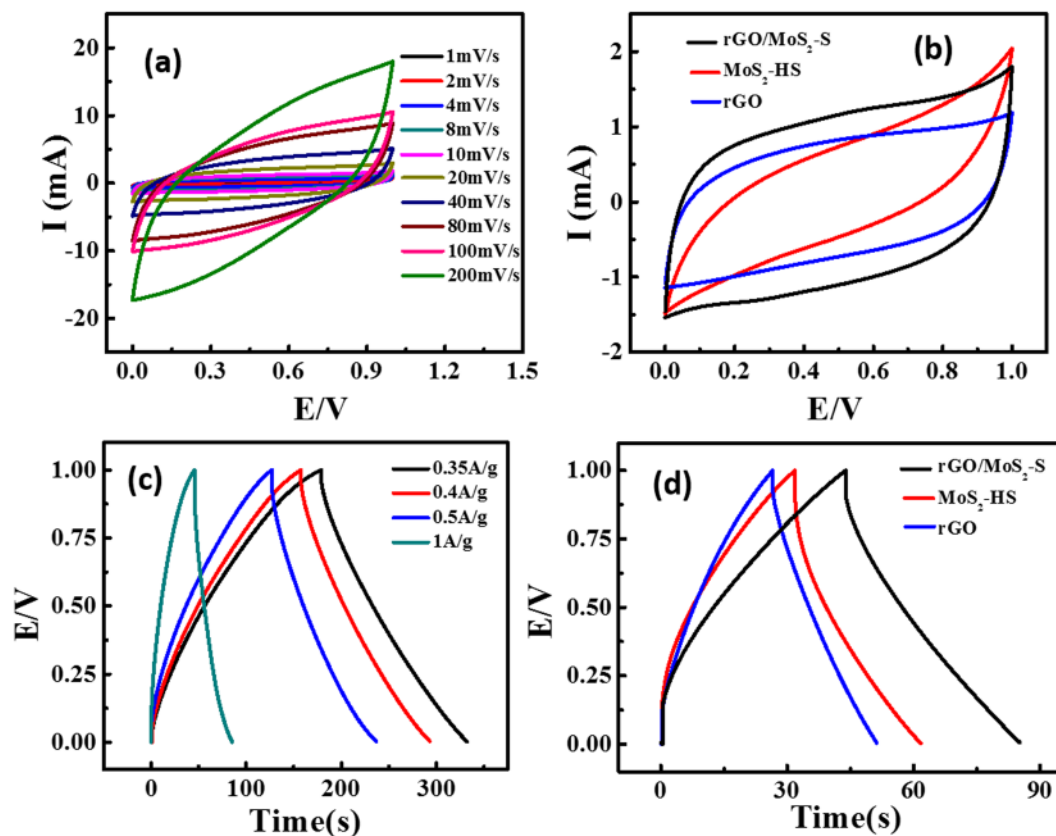 (a)
1mV/s
2mV/s
4mV/s
8mV/s
10mV/s
20mV/s
40mV/s
80mV/s
100mV/s
200mV/s
I (mA)
20
10
0
-10
-20
0.0 0.3 0.6 0.9 1.2 1.5
E/V
(b)
rGO/MoS₂-S
MoS₂-HS
rGO
I (mA)
2
1
0
-1
-2
0.0 0.2 0.4 0.6 0.8 1.0
E/V
(c)
0.35A/g
0.4A/g
0.5A/g
1A/g
E/V
1.00
0.75
0.50
0.25
0.00
0 100 200 300
Time(s)
(d)
rGO/MoS₂-S
MoS₂-HS
rGO
E/V
1.00
0.75
0.50
0.25
0.00
0 30 60 90
Time(s)